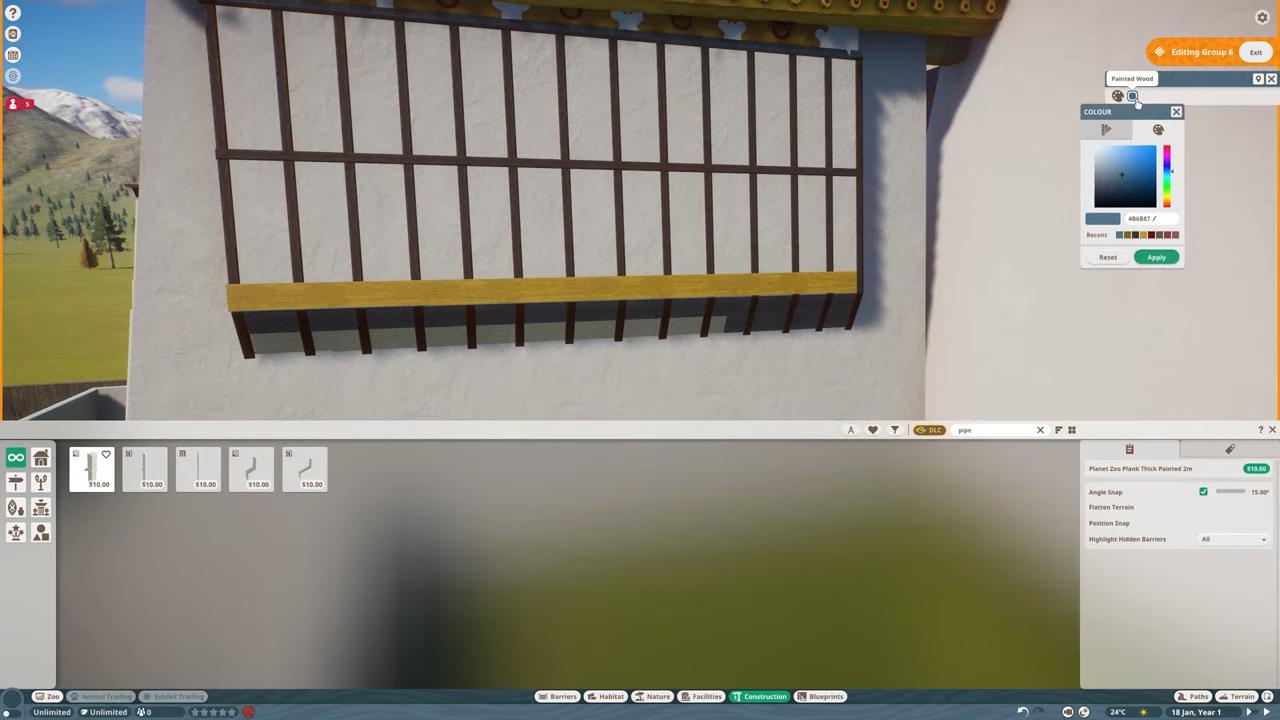 ?
5
Editing Group 6
Exit
Painted Wood
COLOUR
4B6B87
Recent
Reset
Apply
DLC
pipe
?
$10.00
$10.00
$10.00
$10.00
$10.00
Planet Zoo Plank Thick Painted 2m
$10.00
Angle Snap
15.00°
Flatten Terrain
Position Snap
Highlight Hidden Barriers
All
Zoo
Animal Trading
Exhibit Trading
Barriers
Habitat
Nature
Facilities
Construction
Blueprints
Paths
Terrain
Unlimited
Unlimited
0
24°C
18 Jan, Year 1